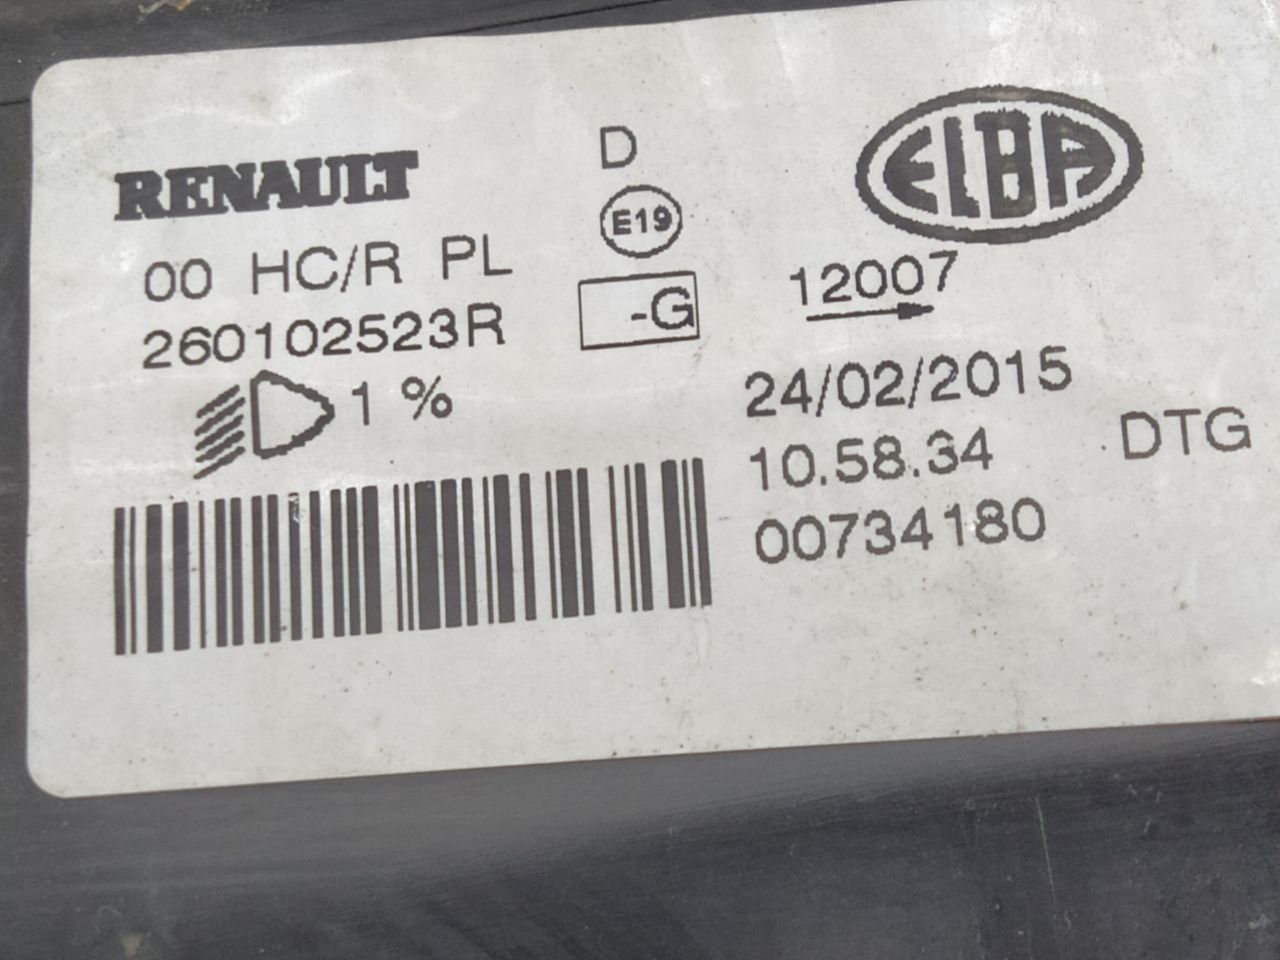 RENAULT
00 HC/R PL
260102523R
1 %
D
E19
-G
ELBA
12007
24/02/2015
10.58.34
00734180
DTG